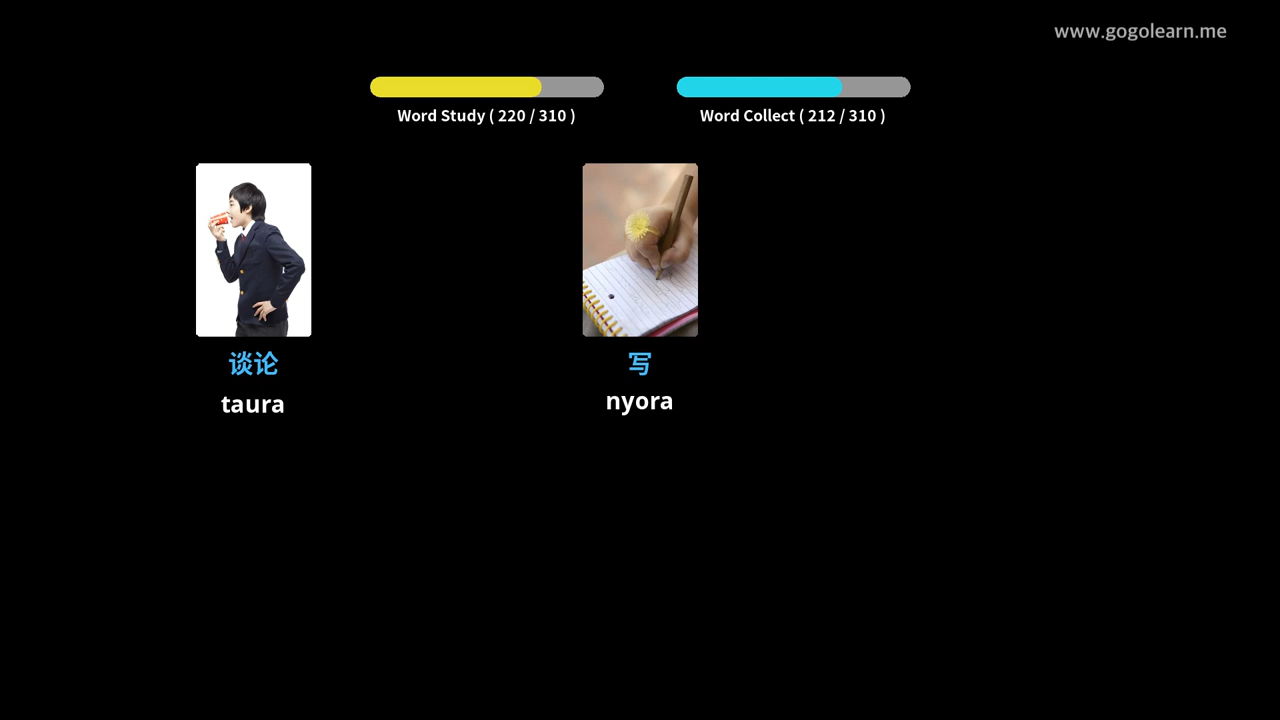 www.gogolearn.me
Word Study ( 220 / 310 )
Word Collect ( 212 / 310 )
谈论
taura
写
nyora